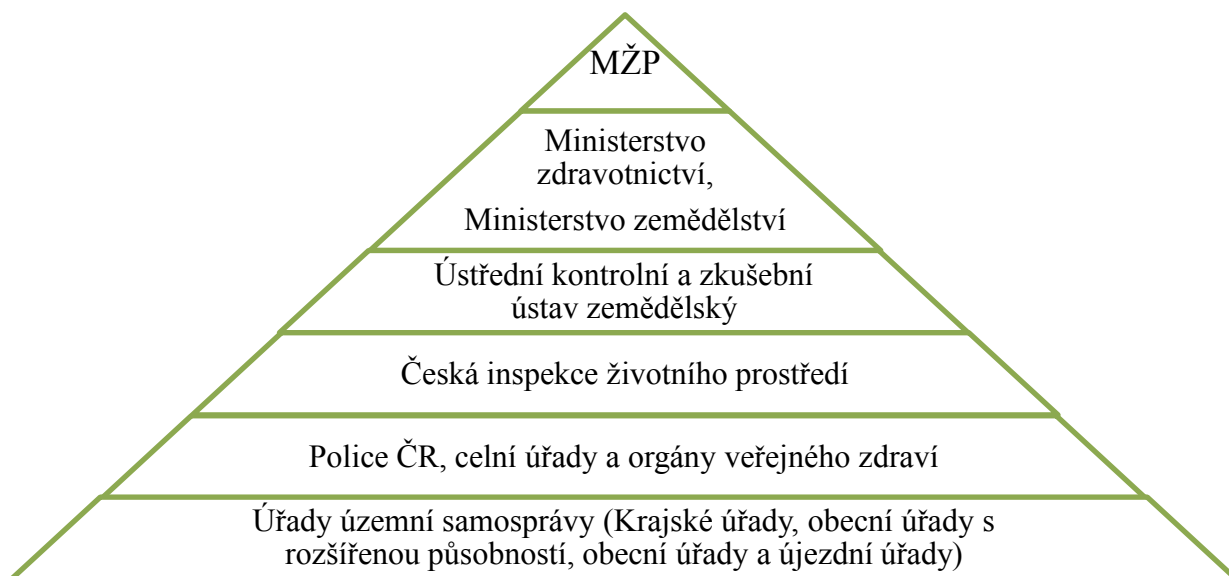 MŽP
Ministerstvo
zdravotnictví,
Ministerstvo zemědělství
Ústřední kontrolní a zkušební
ústav zemědělský
Česká inspekce životního prostředí
Police ČR, celní úřady a orgány veřejného zdraví
Úřady územní samosprávy (Krajské úřady, obecní úřady s
rozšířenou působností, obecní úřady a újezdní úřady)